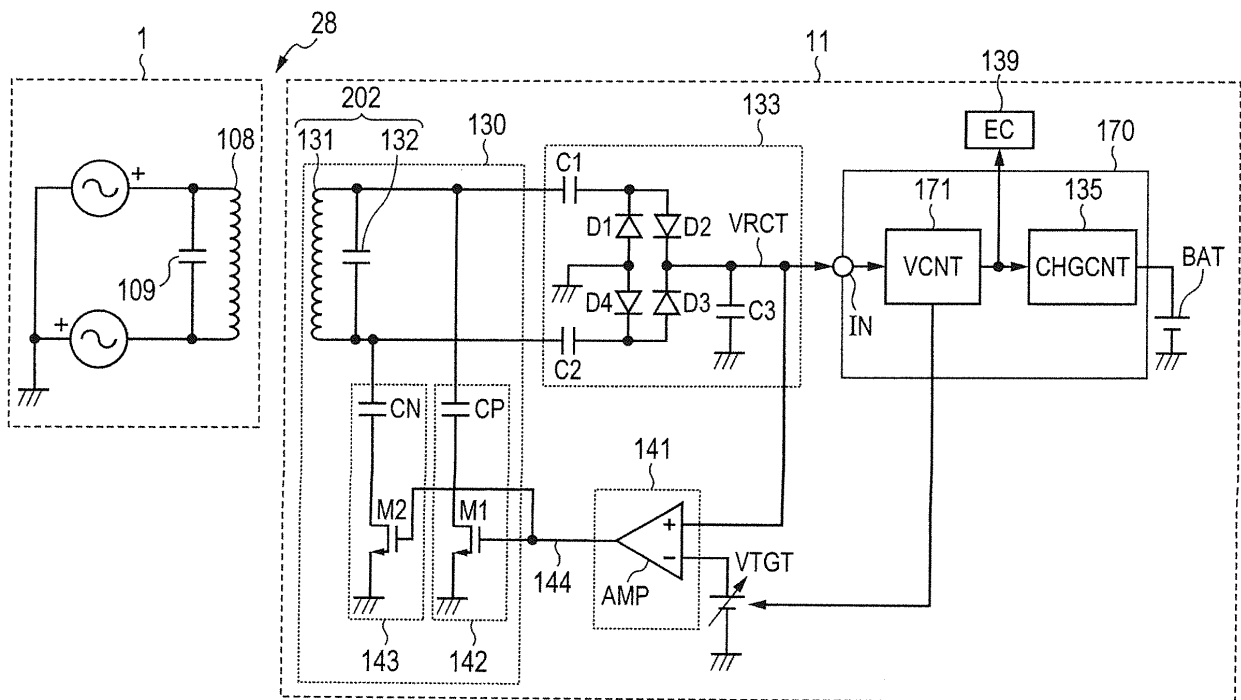 28
1
11
139
EC
202
131
132
130
133
170
108
C1
171
135
D1
D2
VRCT
BAT
VCNT
CHGCNT
109
D4
D3
C3
IN
C2
CN
CP
141
M2
M1
+
−
VTGT
144
AMP
143
142
+
+